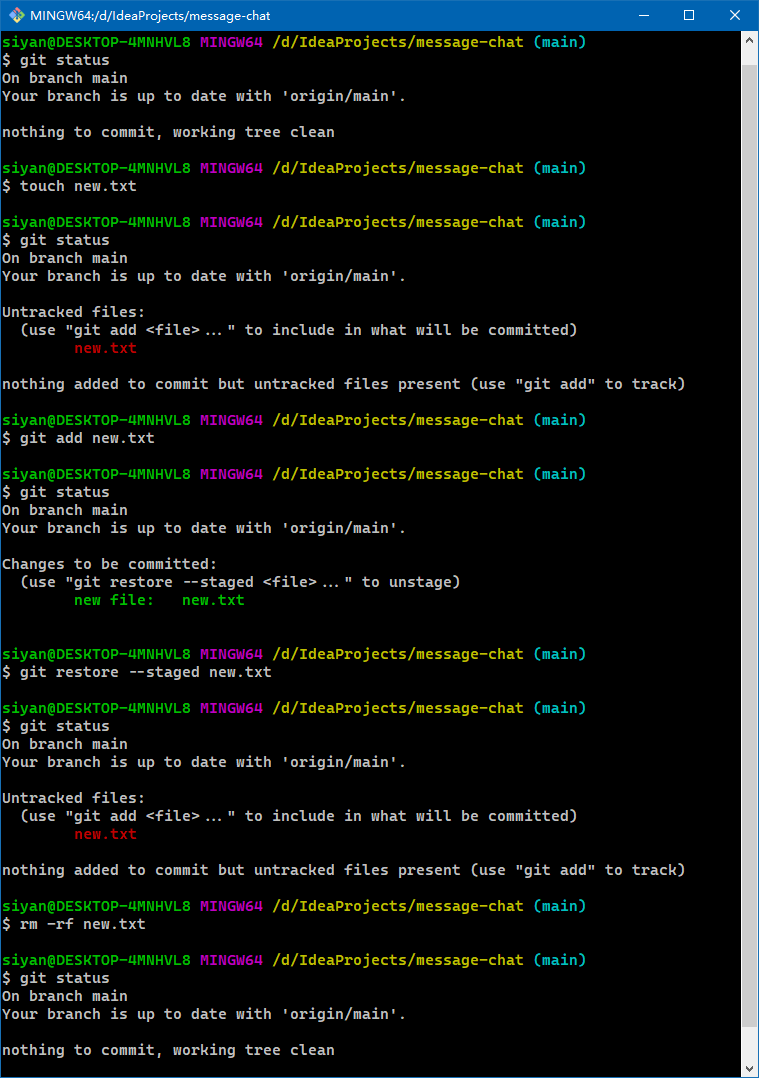 MINGW64:/d/IdeaProjects/message-chat
siyan@DESKTOP-4MNHVL8 MINGW64 /d/IdeaProjects/message-chat (main)
$ git status
On branch main
Your branch is up to date with 'origin/main'.
nothing to commit, working tree clean
siyan@DESKTOP-4MNHVL8 MINGW64 /d/IdeaProjects/message-chat (main)
$ touch new.txt
siyan@DESKTOP-4MNHVL8 MINGW64 /d/IdeaProjects/message-chat (main)
$ git status
On branch main
Your branch is up to date with 'origin/main'.
Untracked files:
  (use "git add <file>..." to include in what will be committed)
        new.txt
nothing added to commit but untracked files present (use "git add" to track)
siyan@DESKTOP-4MNHVL8 MINGW64 /d/IdeaProjects/message-chat (main)
$ git add new.txt
siyan@DESKTOP-4MNHVL8 MINGW64 /d/IdeaProjects/message-chat (main)
$ git status
On branch main
Your branch is up to date with 'origin/main'.
Changes to be committed:
  (use "git restore --staged <file>..." to unstage)
        new file:   new.txt
siyan@DESKTOP-4MNHVL8 MINGW64 /d/IdeaProjects/message-chat (main)
$ git restore --staged new.txt
siyan@DESKTOP-4MNHVL8 MINGW64 /d/IdeaProjects/message-chat (main)
$ git status
On branch main
Your branch is up to date with 'origin/main'.
Untracked files:
  (use "git add <file>..." to include in what will be committed)
        new.txt
nothing added to commit but untracked files present (use "git add" to track)
siyan@DESKTOP-4MNHVL8 MINGW64 /d/IdeaProjects/message-chat (main)
$ rm -rf new.txt
siyan@DESKTOP-4MNHVL8 MINGW64 /d/IdeaProjects/message-chat (main)
$ git status
On branch main
Your branch is up to date with 'origin/main'.
nothing to commit, working tree clean